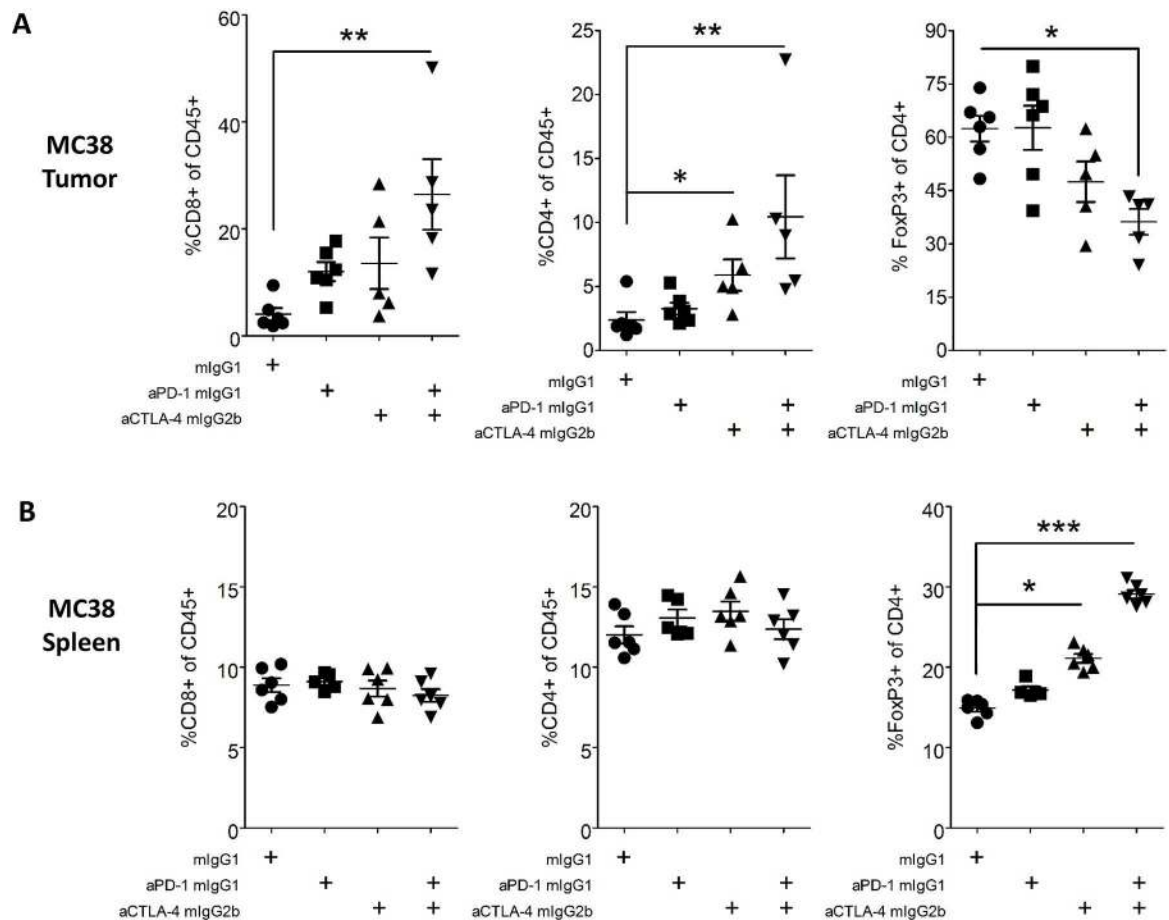 A
MC38
Tumor
%CD8+ of CD45+
60
40
20
0
**
mIgG1 +
aPD-1 mIgG1 + +
aCTLA-4 mIgG2b + +
%CD4+ of CD45+
25
20
15
10
5
0
**
*
mIgG1 +
aPD-1 mIgG1 + +
aCTLA-4 mIgG2b + +
% FoxP3+ of CD4+
90
75
60
45
30
15
0
*
mIgG1 +
aPD-1 mIgG1 + +
aCTLA-4 mIgG2b + +
B
MC38
Spleen
%CD8+ of CD45+
20
15
10
5
0
mIgG1 +
aPD-1 mIgG1 + +
aCTLA-4 mIgG2b + +
%CD4+ of CD45+
20
15
10
5
0
mIgG1 +
aPD-1 mIgG1 + +
aCTLA-4 mIgG2b + +
%FoxP3+ of CD4+
40
30
20
10
0
***
*
mIgG1 +
aPD-1 mIgG1 + +
aCTLA-4 mIgG2b + +